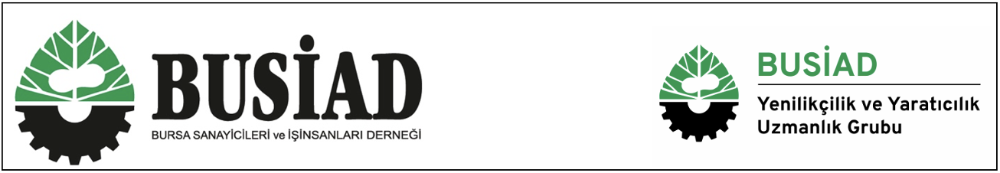 BUSİAD
BURSA SANAYİCİLERİ ve İŞİNSANLARI DERNEĞİ
BUSİAD
Yenilikçilik ve Yaratıcılık
Uzmanlık Grubu